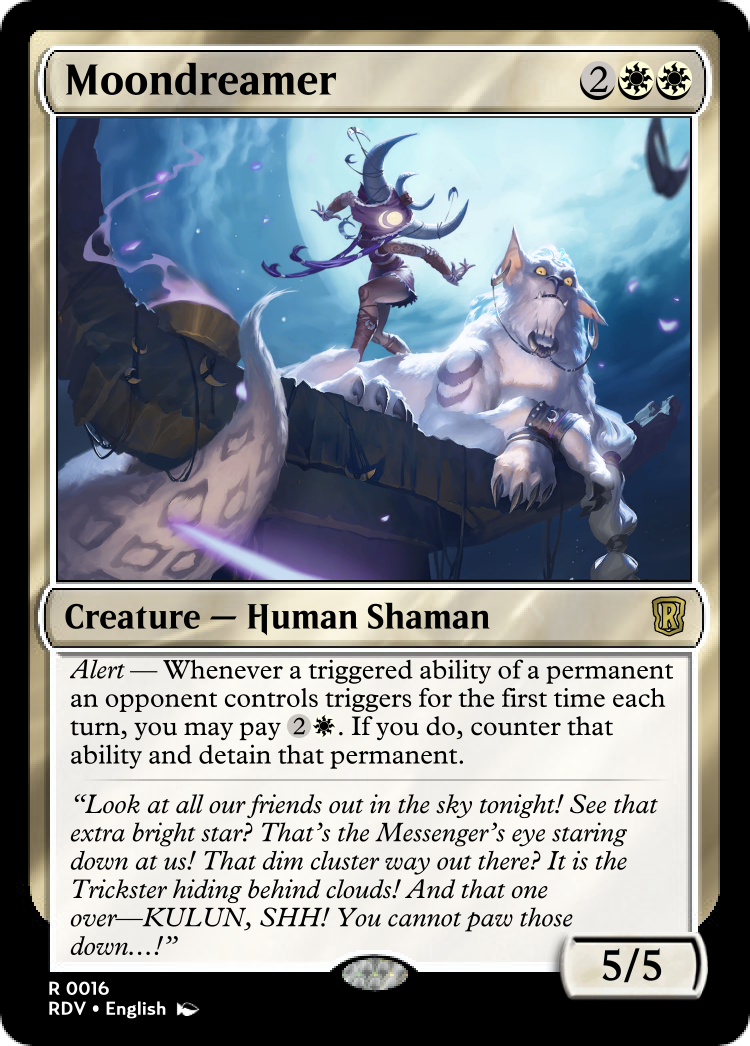 Moondreamer 2
Creature — Human Shaman R
Alert — Whenever a triggered ability of a permanent
an opponent controls triggers for the first time each
turn, you may pay 2. If you do, counter that
ability and detain that permanent.
“Look at all our friends out in the sky tonight! See that
extra bright star? That’s the Messenger’s eye staring
down at us! That dim cluster way out there? It is the
Trickster hiding behind clouds! And that one
over—KULUN, SHH! You cannot paw those
down...!”
5/5
R 0016
RDV • English